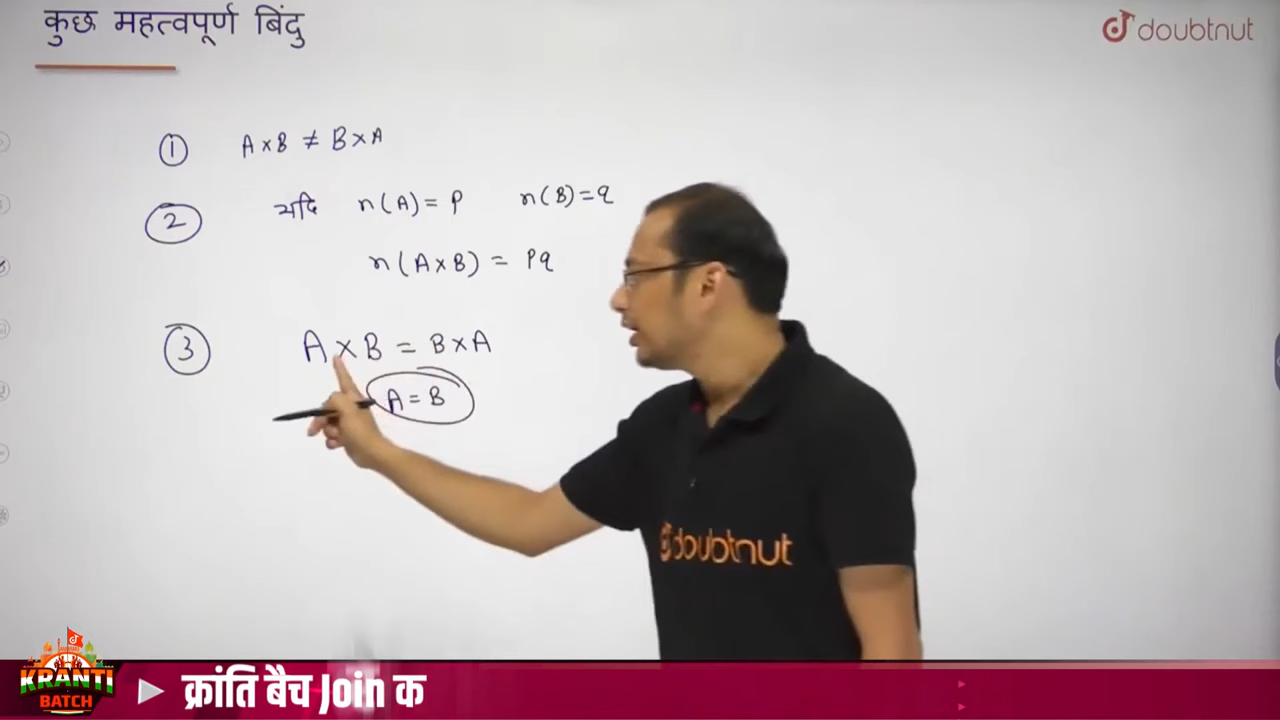 कुछ महत्वपूर्ण बिंदु
doubtnut
① A×B ≠ B×A
② यदि n(A) = p n(B) = q
n(A×B) = pq
③ A×B = B×A
A = B
doubtnut
KRANTI
BATCH
क्रांति बैच Join क